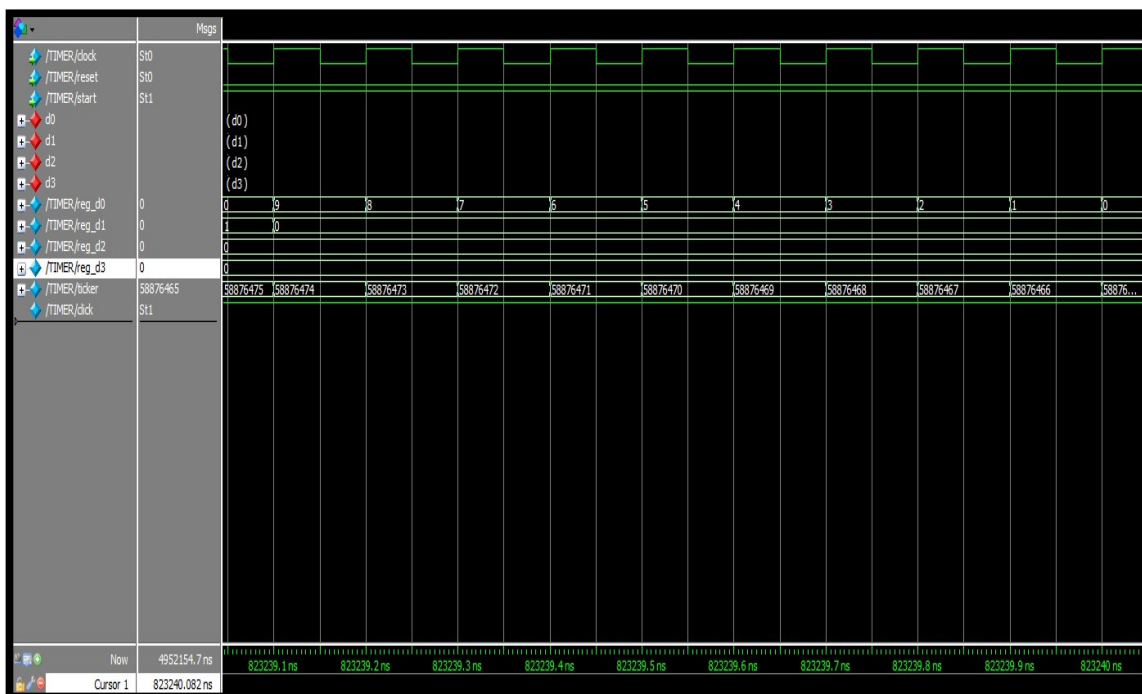 Msgs
/TIMER/clock St0
/TIMER/reset St0
/TIMER/start St1
d0 (d0)
d1 (d1)
d2 (d2)
d3 (d3)
/TIMER/reg_d0 0 0 9 8 7 6 5 4 3 2 1 0
/TIMER/reg_d1 0 1 0
/TIMER/reg_d2 0 0
/TIMER/reg_d3 0 0
/TIMER/ticker 58876465 58876475 58876474 58876473 58876472 58876471 58876470 58876469 58876468 58876467 58876466 58876...
/TIMER/click St1
Now 4952154.7 ns 823239.1 ns 823239.2 ns 823239.3 ns 823239.4 ns 823239.5 ns 823239.6 ns 823239.7 ns 823239.8 ns 823239.9 ns 823240 ns
Cursor 1 823240.082 ns